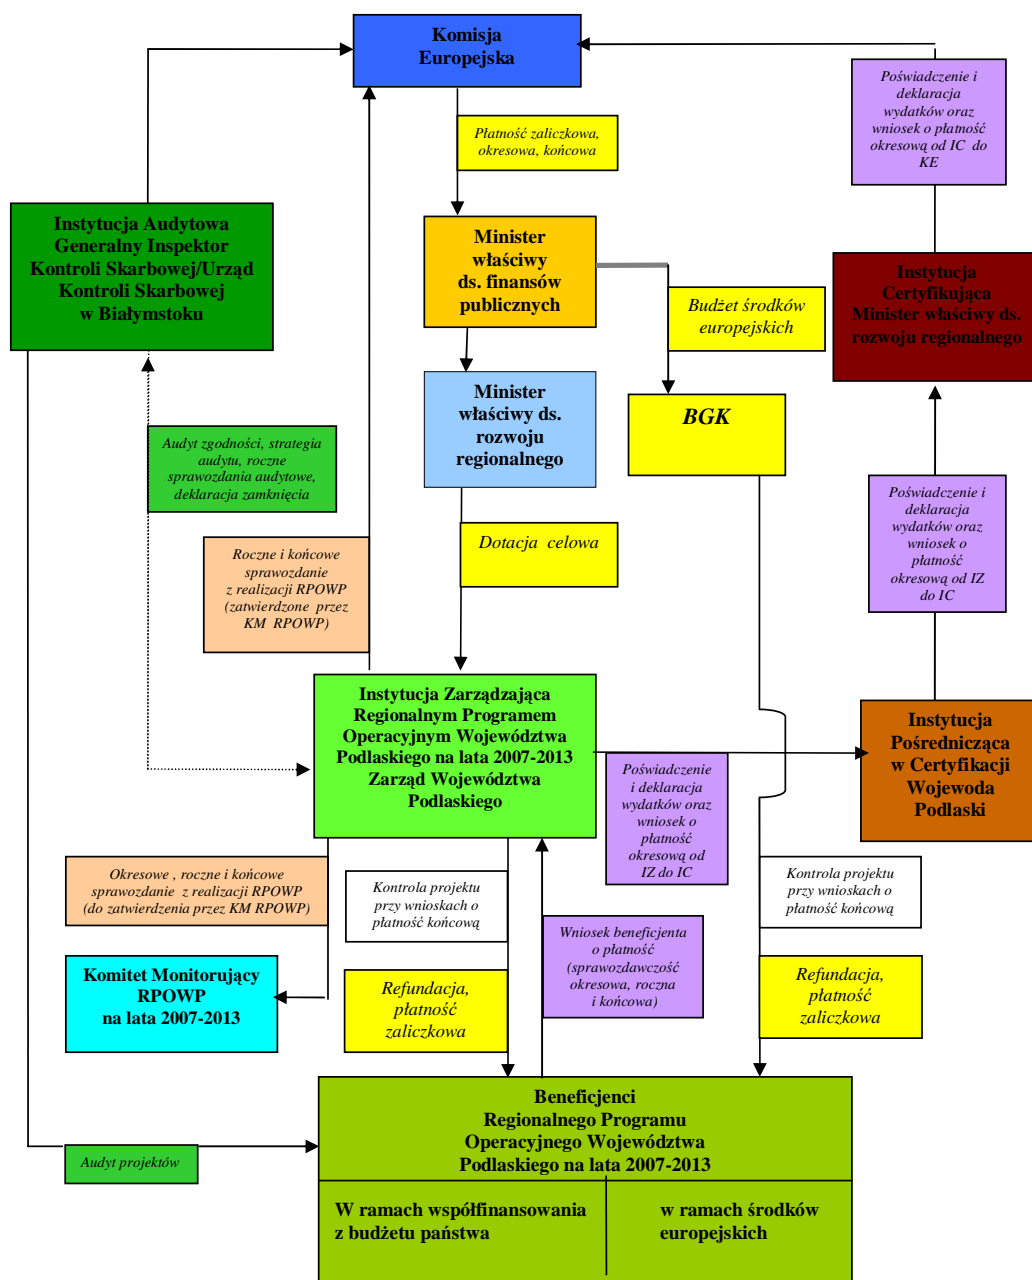 Komisja
Europejska
Poświadczenie i
deklaracja
wydatków oraz
wniosek o płatność
okresową od IC do
KE
Płatność zaliczkowa,
okresowa, końcowa
Instytucja Audytowa
Generalny Inspektor
Kontroli Skarbowej/Urząd
Kontroli Skarbowej
w Białymstoku
Minister
właściwy
ds. finansów
publicznych
Instytucja
Certyfikująca
Minister właściwy ds.
rozwoju regionalnego
Budżet środków
europejskich
Minister
właściwy ds.
rozwoju
regionalnego
BGK
Audyt zgodności, strategia
audytu, roczne
sprawozdania audytowe,
deklaracja zamknięcia
Poświadczenie i
deklaracja
wydatków oraz
wniosek o
płatność
okresową od IZ
do IC
Dotacja celowa
Roczne i końcowe
sprawozdanie
z realizacji RPOWP
(zatwierdzone przez
KM RPOWP)
Instytucja Zarządzająca
Regionalnym Programem
Operacyjnym Województwa
Podlaskiego na lata 2007-2013
Zarząd Województwa
Podlaskiego
Instytucja
Pośrednicząca
w Certyfikacji
Wojewoda
Podlaski
Poświadczenie
i deklaracja
wydatków oraz
wniosek o
płatność
okresową od
IZ do IC
Okresowe , roczne i końcowe
sprawozdanie z realizacji RPOWP
(do zatwierdzenia przez KM RPOWP)
Kontrola projektu
przy wnioskach o
płatność końcową
Kontrola projektu
przy wnioskach o
płatność końcową
Wniosek beneficjenta
o płatność
(sprawozdawczość
okresowa, roczna
i końcowa)
Komitet Monitorujący
RPOWP
na lata 2007-2013
Refundacja,
płatność
zaliczkowa
Refundacja,
płatność
zaliczkowa
Beneficjenci
Regionalnego Programu
Operacyjnego Województwa
Podlaskiego na lata 2007-2013
Audyt projektów
W ramach współfinansowania
z budżetu państwa
w ramach środków
europejskich